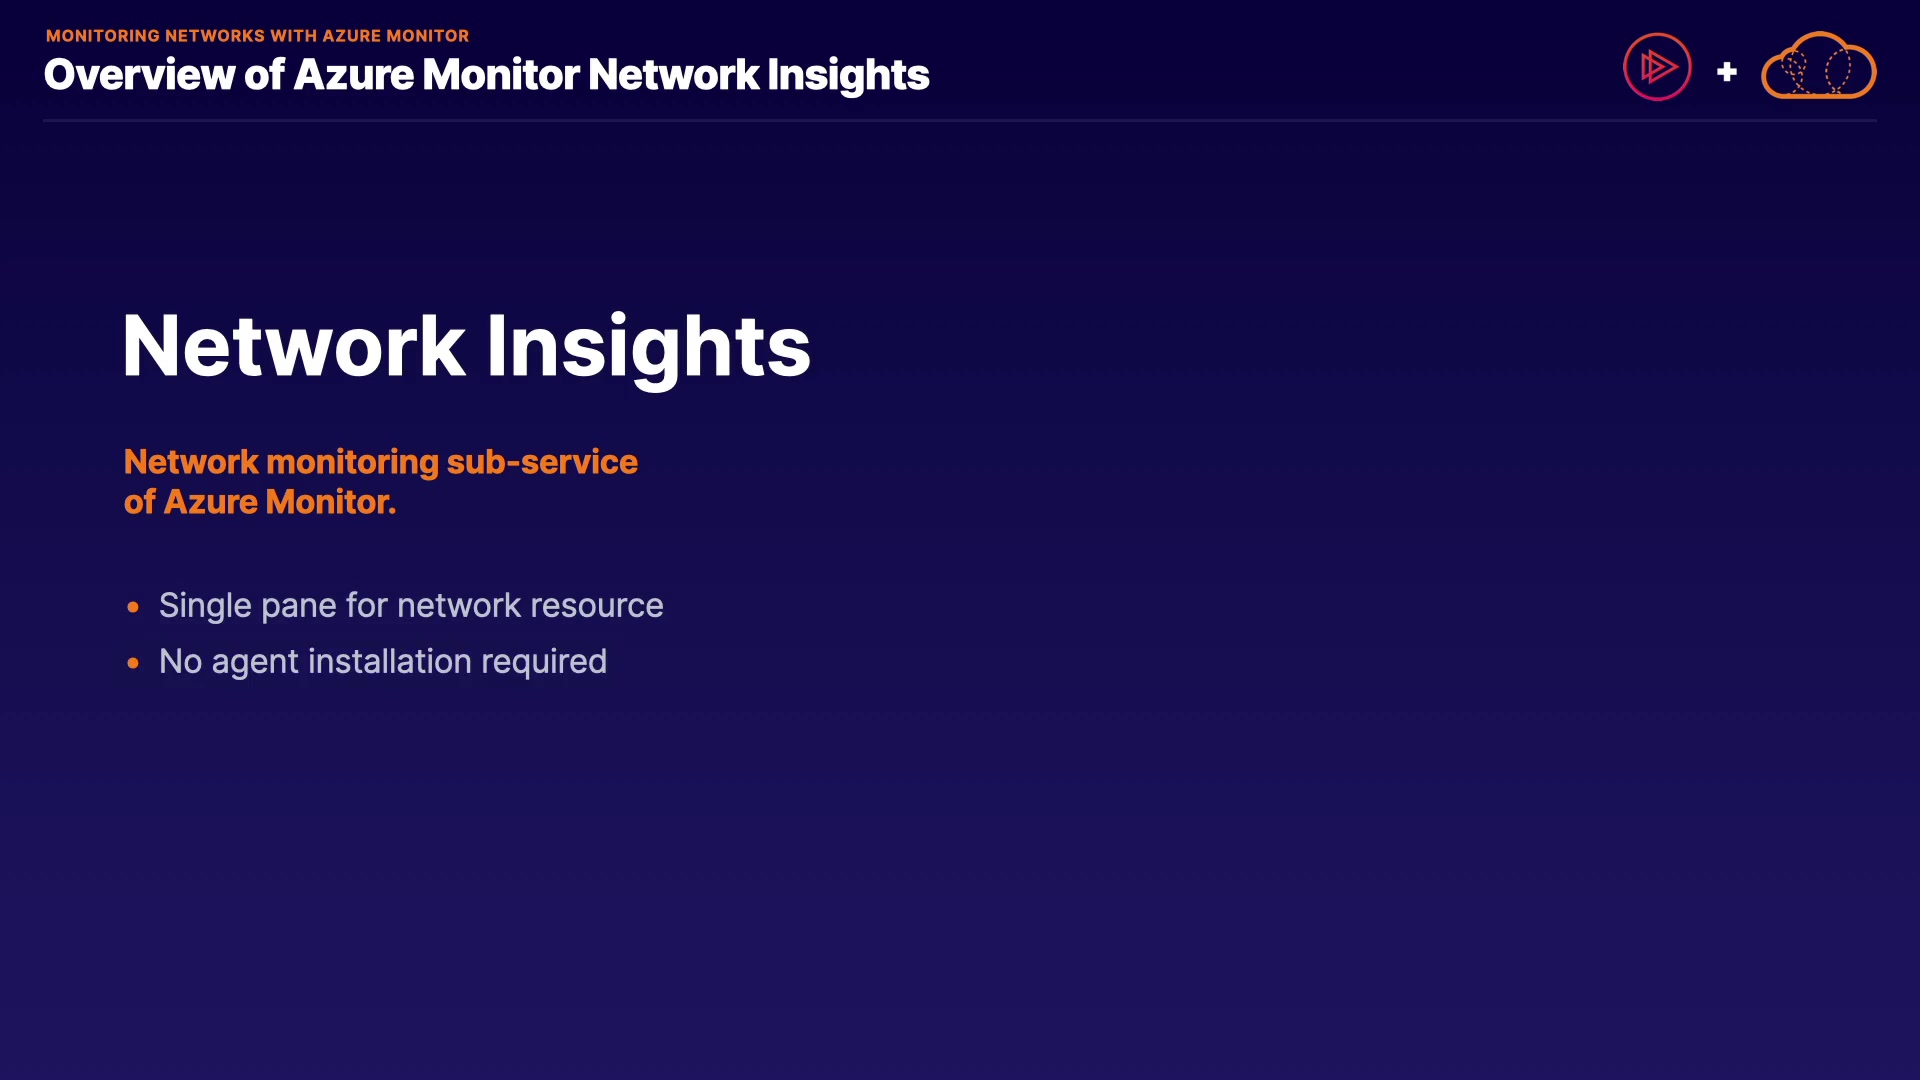 MONITORING NETWORKS WITH AZURE MONITOR
Overview of Azure Monitor Network Insights
Network Insights
Network monitoring sub-service
of Azure Monitor.
• Single pane for network resource
• No agent installation required